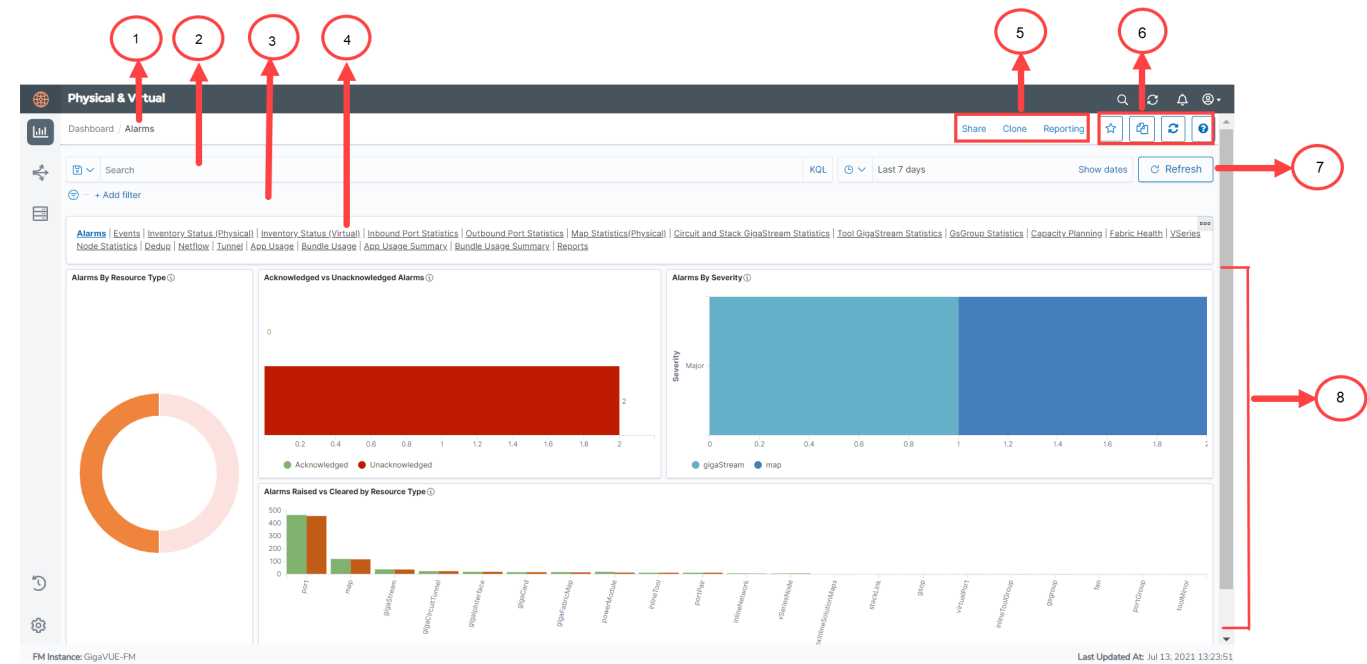 1
2
3
4
5
6
Physical & Virtual
Dashboard / Alarms
Share Clone Reporting
Search
KQL
Last 7 days
Show dates
Refresh
7
+ Add filter
Alarms | Events | Inventory Status (Physical) | Inventory Status (Virtual) | Inbound Port Statistics | Outbound Port Statistics | Map Statistics(Physical) | Circuit and Stack GigaStream Statistics | Tool GigaStream Statistics | GsGroup Statistics | Capacity Planning | Fabric Health | VSeries
Node Statistics | Dedup | Netflow | Tunnel | App Usage | Bundle Usage | App Usage Summary | Bundle Usage Summary | Reports
Alarms By Resource Type
Acknowledged vs Unacknowledged Alarms
0
2
0.2 0.4 0.6 0.8 1 1.2 1.4 1.6 1.8 2
Acknowledged Unacknowledged
Alarms By Severity
Severity
Major
0 0.2 0.4 0.6 0.8 1 1.2 1.4 1.6 1.8 2
gigaStream map
8
Alarms Raised vs Cleared by Resource Type
500
400
300
200
100
0
port
map
gigaStream
gigaCircuitTunnel
gigaIpInterface
gigaCard
gigaFabricMap
powerModule
inlineTool
portPair
inlineNetwork
vSeriesNode
stackLink
gsop
virtualPort
inlineToolGroup
gsgroup
fan
portGroup
toolMirror
FM Instance: GigaVUE-FM
Last Updated At: Jul 13, 2021 13:23:51